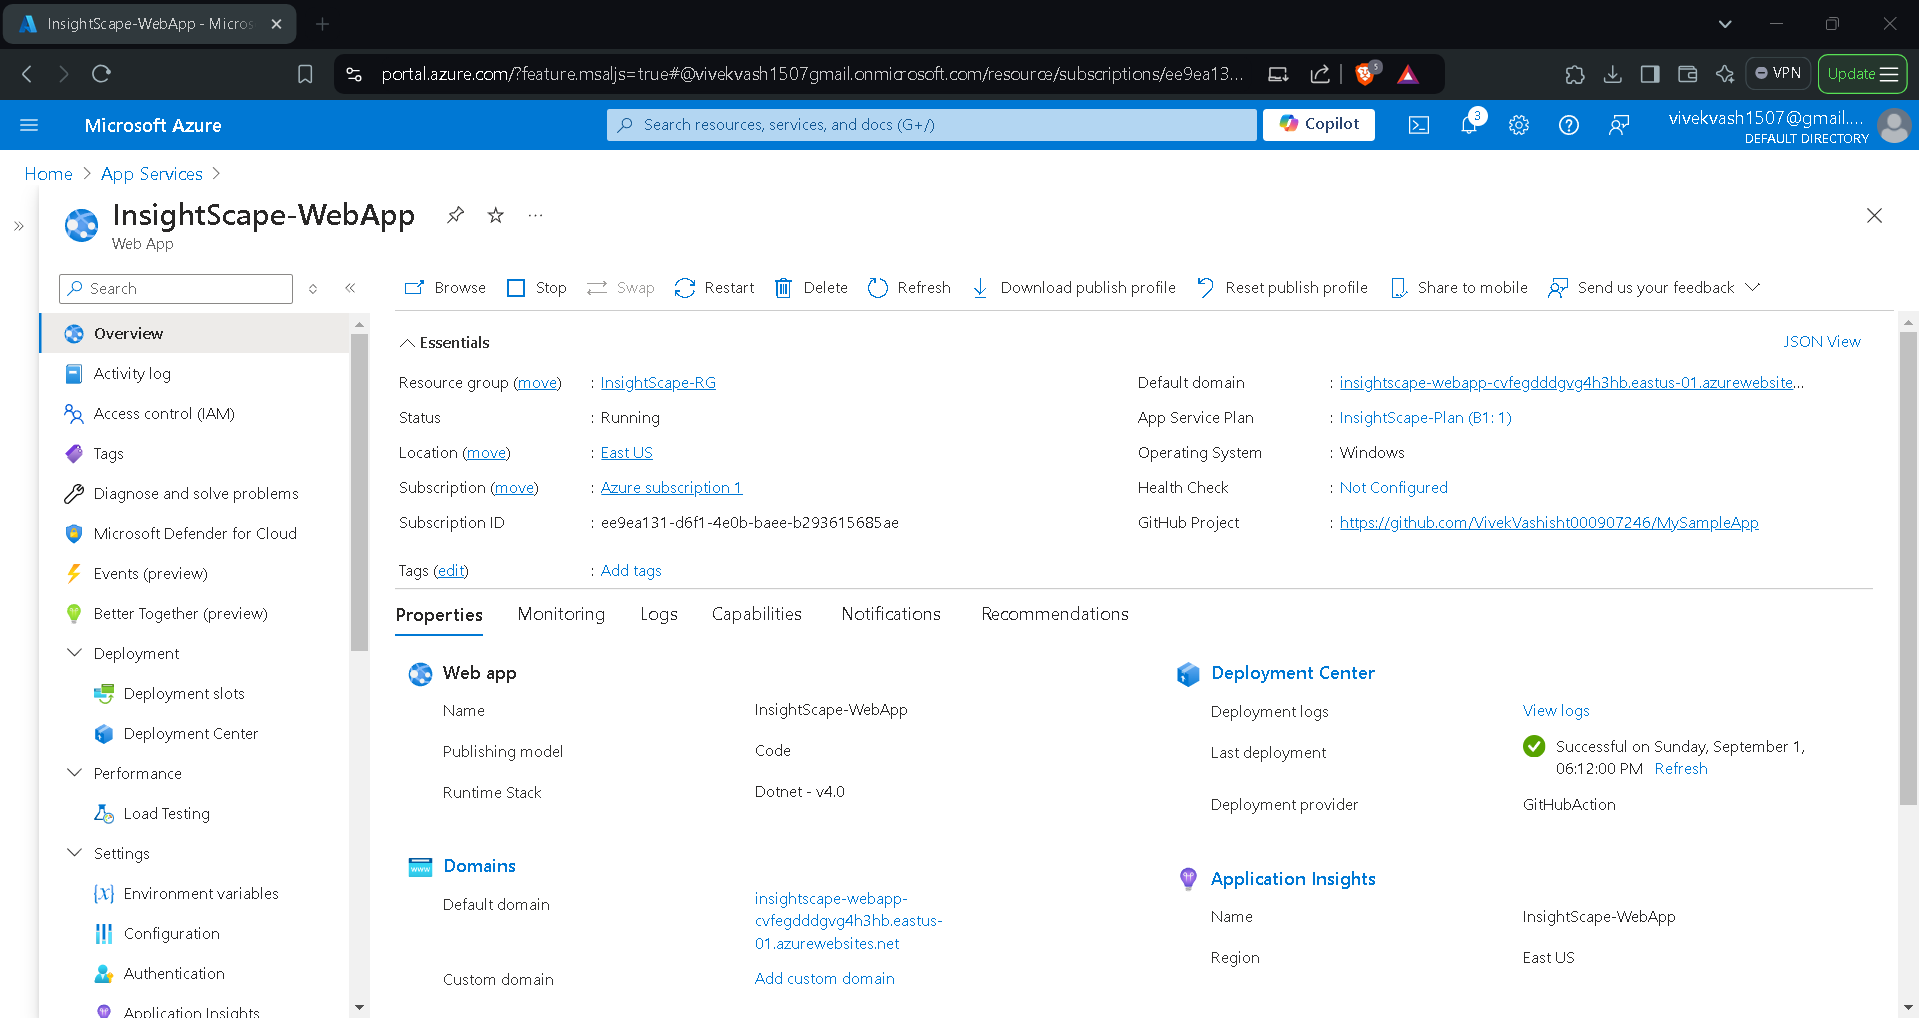 InsightScape-WebApp - Micros
portal.azure.com/?feature.msaljs=true#@vivekvash1507gmail.onmicrosoft.com/resource/subscriptions/ee9ea13...
5
VPN
Update
Microsoft Azure
Search resources, services, and docs (G+/)
Copilot
3
vivekvash1507@gmail....
DEFAULT DIRECTORY
Home > App Services >
InsightScape-WebApp
Web App
Search
Browse Stop Swap Restart Delete Refresh Download publish profile Reset publish profile Share to mobile Send us your feedback
Overview
Activity log
Access control (IAM)
Tags
Diagnose and solve problems
Microsoft Defender for Cloud
Events (preview)
Better Together (preview)
Deployment
Deployment slots
Deployment Center
Performance
Load Testing
Settings
Environment variables
Configuration
Authentication
Application Insights
Essentials
JSON View
Resource group (move) : InsightScape-RG
Status : Running
Location (move) : East US
Subscription (move) : Azure subscription 1
Subscription ID : ee9ea131-d6f1-4e0b-baee-b293615685ae
Default domain : insightscape-webapp-cvfegdddgvg4h3hb.eastus-01.azurewebsite...
App Service Plan : InsightScape-Plan (B1: 1)
Operating System : Windows
Health Check : Not Configured
GitHub Project : https://github.com/VivekVashisht000907246/MySampleApp
Tags (edit) : Add tags
Properties Monitoring Logs Capabilities Notifications Recommendations
Web app
Name InsightScape-WebApp
Publishing model Code
Runtime Stack Dotnet - v4.0
Domains
www
Default domain insightscape-webapp-
cvfegdddgvg4h3hb.eastus-
01.azurewebsites.net
Custom domain Add custom domain
Deployment Center
Deployment logs View logs
Last deployment Successful on Sunday, September 1,
06:12:00 PM Refresh
Deployment provider GitHubAction
Application Insights
Name InsightScape-WebApp
Region East US